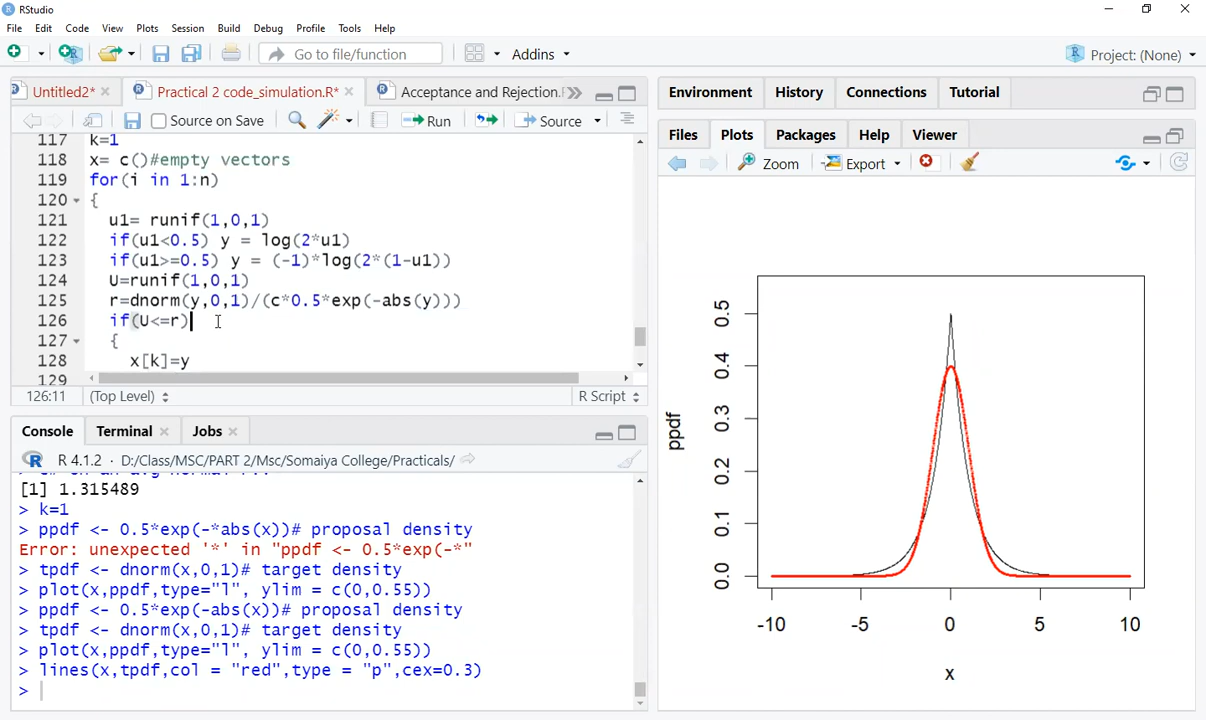 RStudio
File Edit Code View Plots Session Build Debug Profile Tools Help
Go to file/function Addins Project: (None)
Untitled2* Practical 2 code_simulation.R* Acceptance and Rejection.
Source on Save Run Source
117 k=1
118 x= c()#empty vectors
119 for(i in 1:n)
120 {
121 u1= runif(1,0,1)
122 if(u1<0.5) y = log(2*u1)
123 if(u1>=0.5) y = (-1)*log(2*(1-u1))
124 U=runif(1,0,1)
125 r=dnorm(y,0,1)/(c*0.5*exp(-abs(y)))
126 if(U<=r)
127 {
128 x[k]=y
129
126:11 (Top Level) R Script
Console Terminal Jobs
R 4.1.2 · D:/Class/MSC/PART 2/Msc/Somaiya College/Practicals/
[1] 1.315489
> k=1
> ppdf <- 0.5*exp(-*abs(x))# proposal density
Error: unexpected '*' in "ppdf <- 0.5*exp(-*"
> tpdf <- dnorm(x,0,1)# target density
> plot(x,ppdf,type="l", ylim = c(0,0.55))
> ppdf <- 0.5*exp(-abs(x))# proposal density
> tpdf <- dnorm(x,0,1)# target density
> plot(x,ppdf,type="l", ylim = c(0,0.55))
> lines(x,tpdf,col = "red",type = "p",cex=0.3)
>
Environment History Connections Tutorial
Files Plots Packages Help Viewer
Zoom Export
ppdf
0.5
0.4
0.3
0.2
0.1
0.0
-10 -5 0 5 10
x